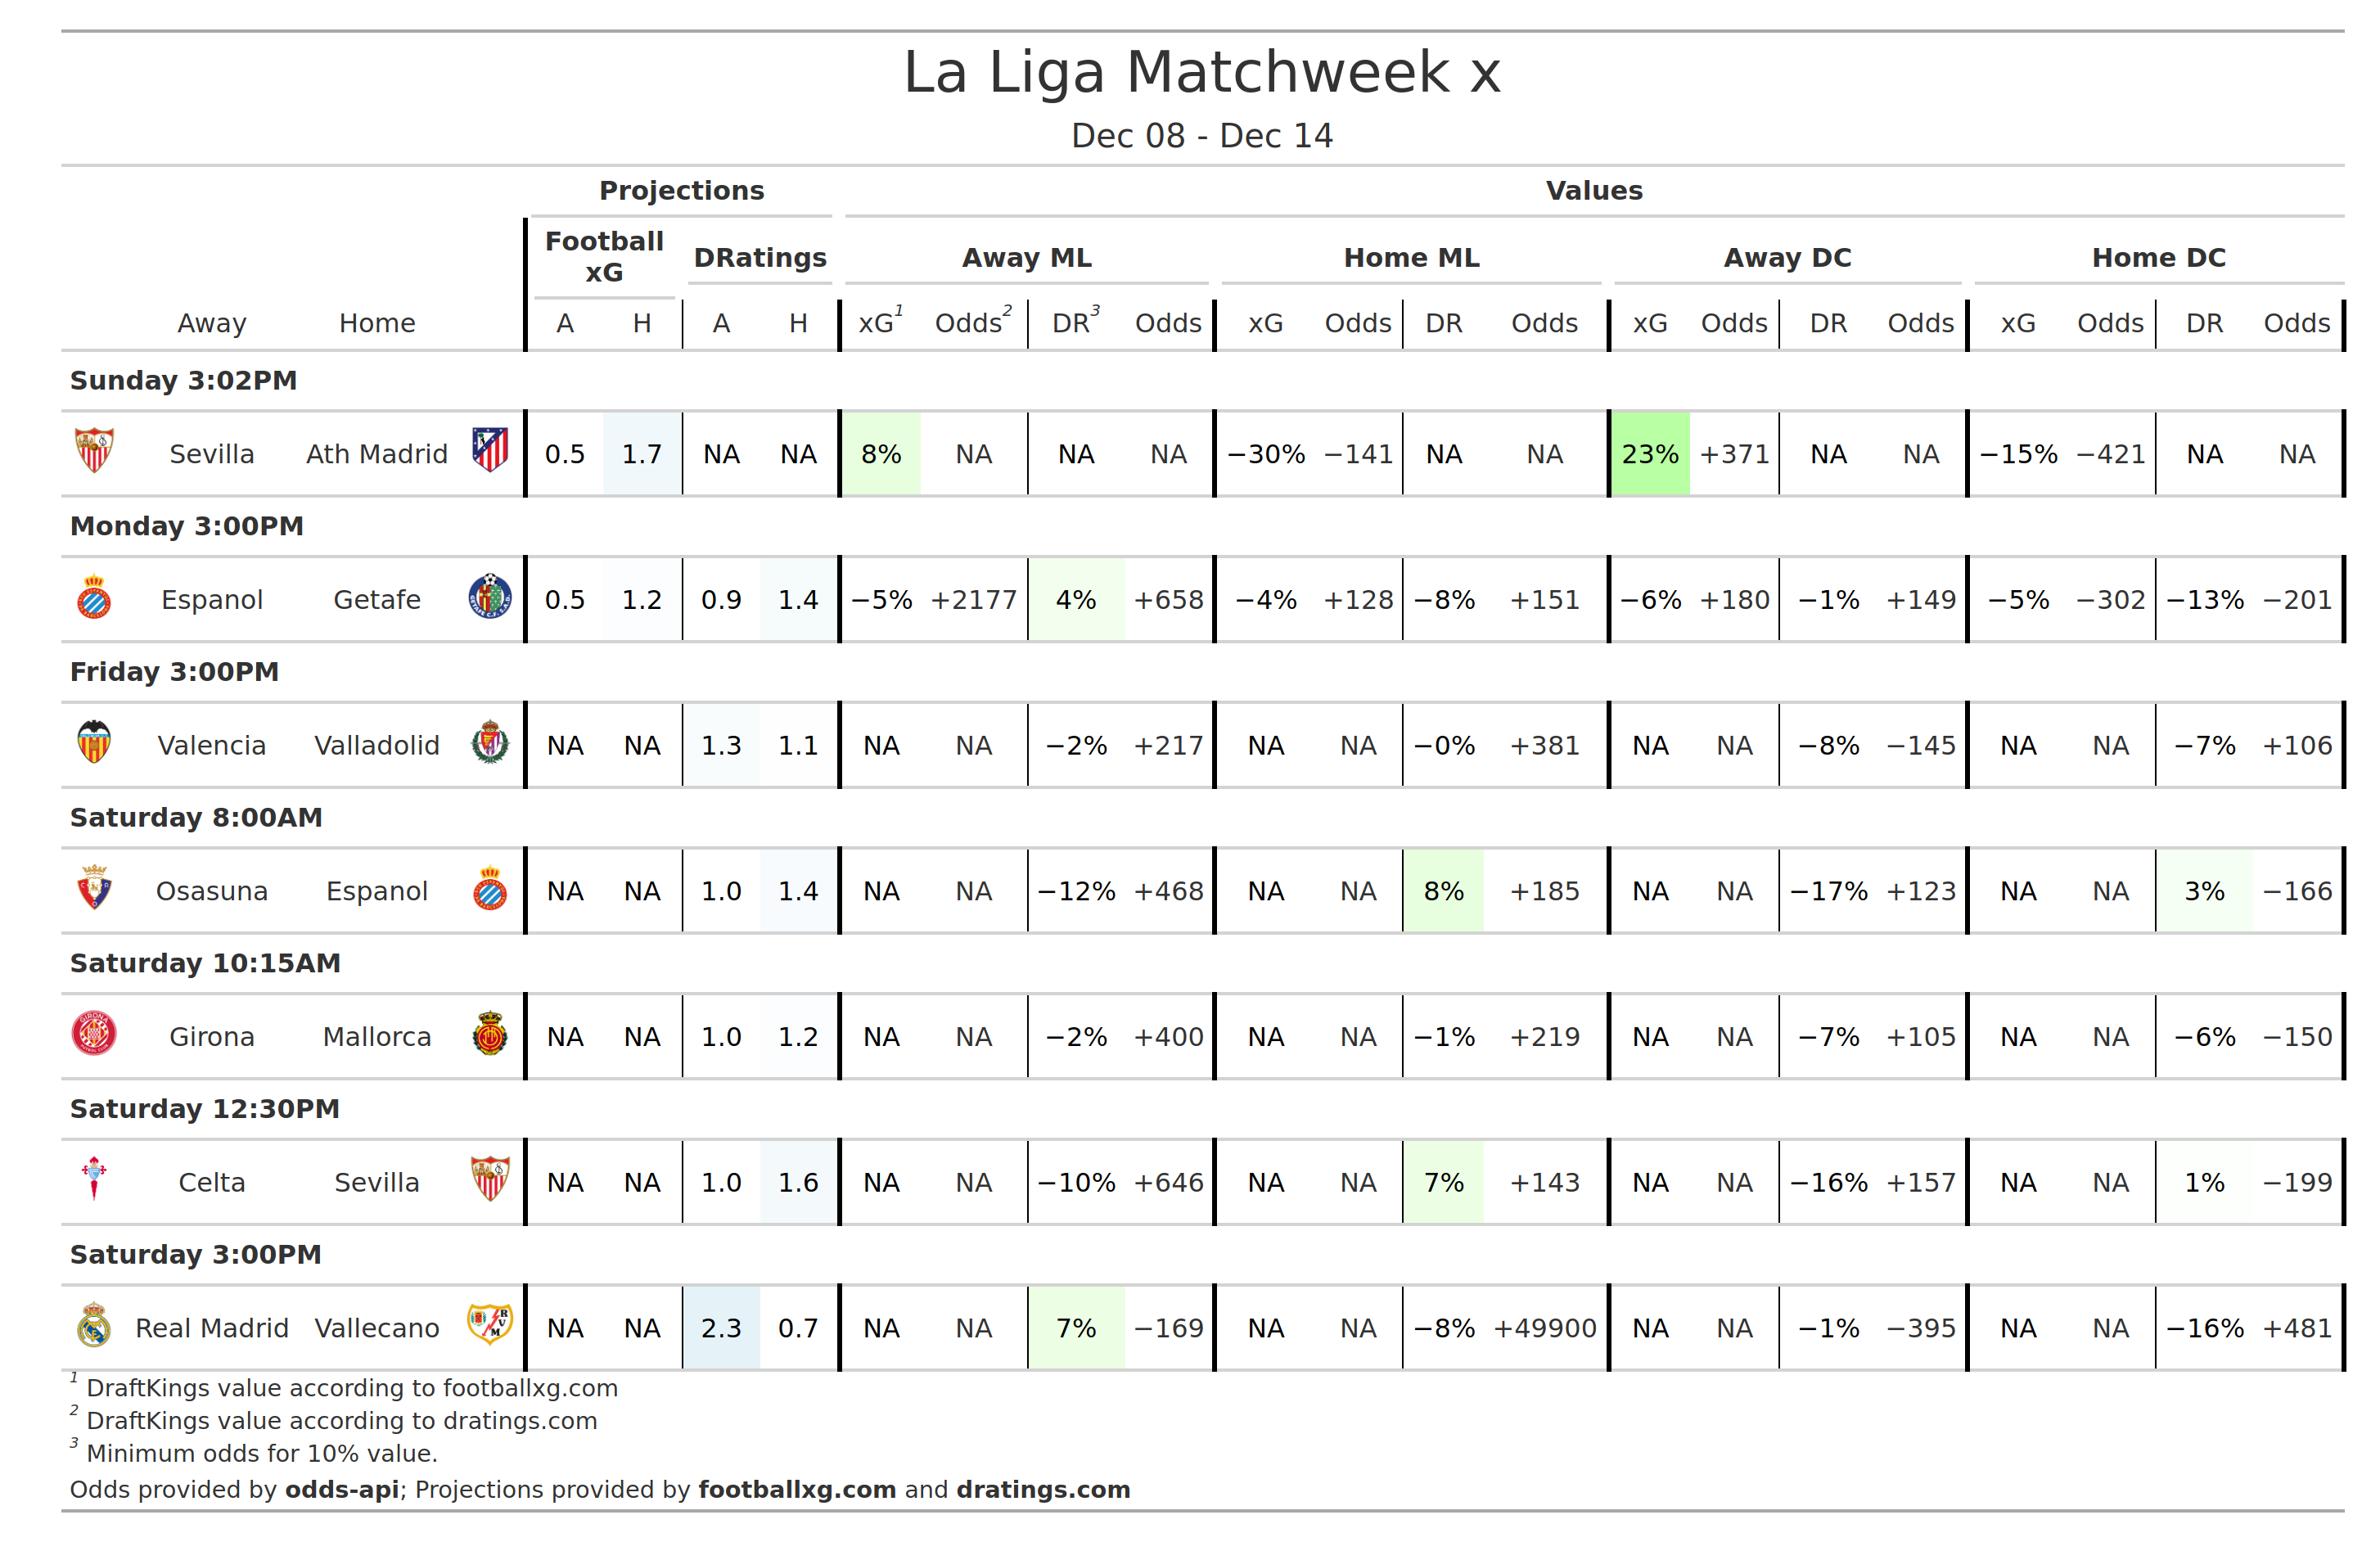 La Liga Matchweek x
Dec 08 - Dec 14
Projections Values
Football xG DRatings Away ML Home ML Away DC Home DC
Away Home A H A H xG1 Odds2 DR3 Odds xG Odds DR Odds xG Odds DR Odds xG Odds DR Odds
Sunday 3:02PM
Sevilla Ath Madrid 0.5 1.7 NA NA 8% NA NA NA −30% −141 NA NA 23% +371 NA NA −15% −421 NA NA
Monday 3:00PM
Espanol Getafe 0.5 1.2 0.9 1.4 −5% +2177 4% +658 −4% +128 −8% +151 −6% +180 −1% +149 −5% −302 −13% −201
Friday 3:00PM
Valencia Valladolid NA NA 1.3 1.1 NA NA −2% +217 NA NA −0% +381 NA NA −8% −145 NA NA −7% +106
Saturday 8:00AM
Osasuna Espanol NA NA 1.0 1.4 NA NA −12% +468 NA NA 8% +185 NA NA −17% +123 NA NA 3% −166
Saturday 10:15AM
Girona Mallorca NA NA 1.0 1.2 NA NA −2% +400 NA NA −1% +219 NA NA −7% +105 NA NA −6% −150
Saturday 12:30PM
Celta Sevilla NA NA 1.0 1.6 NA NA −10% +646 NA NA 7% +143 NA NA −16% +157 NA NA 1% −199
Saturday 3:00PM
Real Madrid Vallecano NA NA 2.3 0.7 NA NA 7% −169 NA NA −8% +49900 NA NA −1% −395 NA NA −16% +481
1 DraftKings value according to footballxg.com
2 DraftKings value according to dratings.com
3 Minimum odds for 10% value.
Odds provided by odds-api; Projections provided by footballxg.com and dratings.com